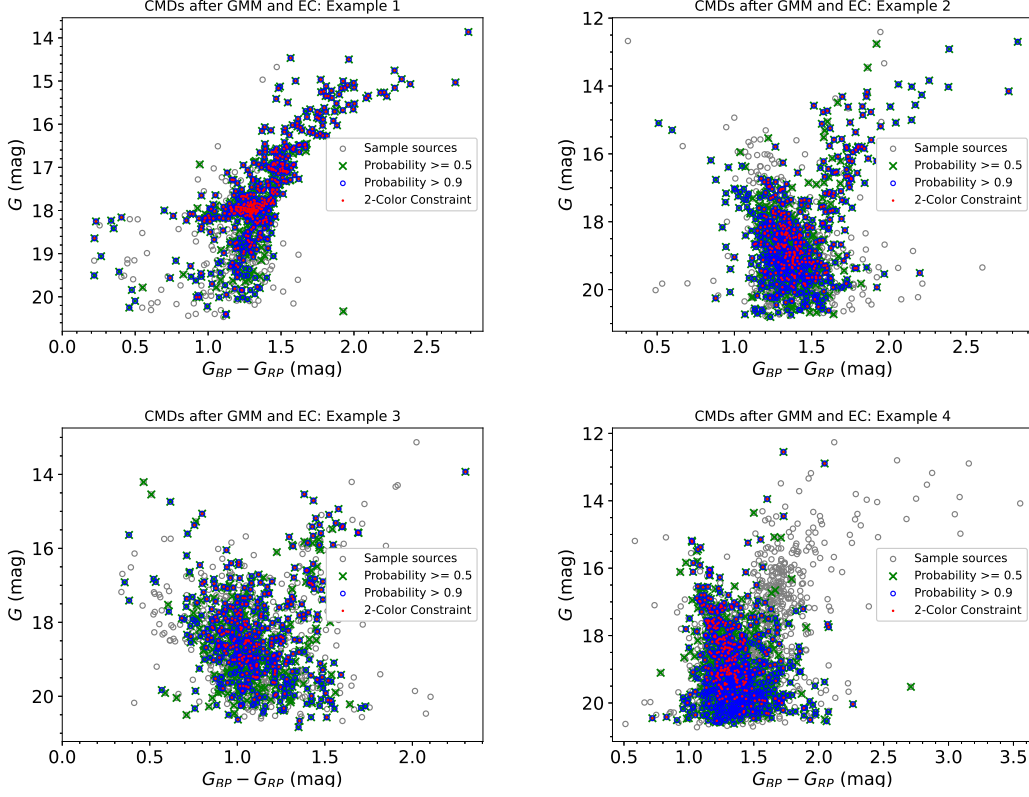 CMDs after GMM and EC: Example 1
14
15
16
17
18
19
20
G (mag)
Sample sources
Probability >= 0.5
Probability > 0.9
2-Color Constraint
0.0 0.5 1.0 1.5 2.0 2.5
G_BP − G_RP (mag)
CMDs after GMM and EC: Example 2
12
14
16
18
20
G (mag)
Sample sources
Probability >= 0.5
Probability > 0.9
2-Color Constraint
0.5 1.0 1.5 2.0 2.5
G_BP − G_RP (mag)
CMDs after GMM and EC: Example 3
14
16
18
20
G (mag)
Sample sources
Probability >= 0.5
Probability > 0.9
2-Color Constraint
0.0 0.5 1.0 1.5 2.0
G_BP − G_RP (mag)
CMDs after GMM and EC: Example 4
12
14
16
18
20
G (mag)
Sample sources
Probability >= 0.5
Probability > 0.9
2-Color Constraint
0.5 1.0 1.5 2.0 2.5 3.0 3.5
G_BP − G_RP (mag)